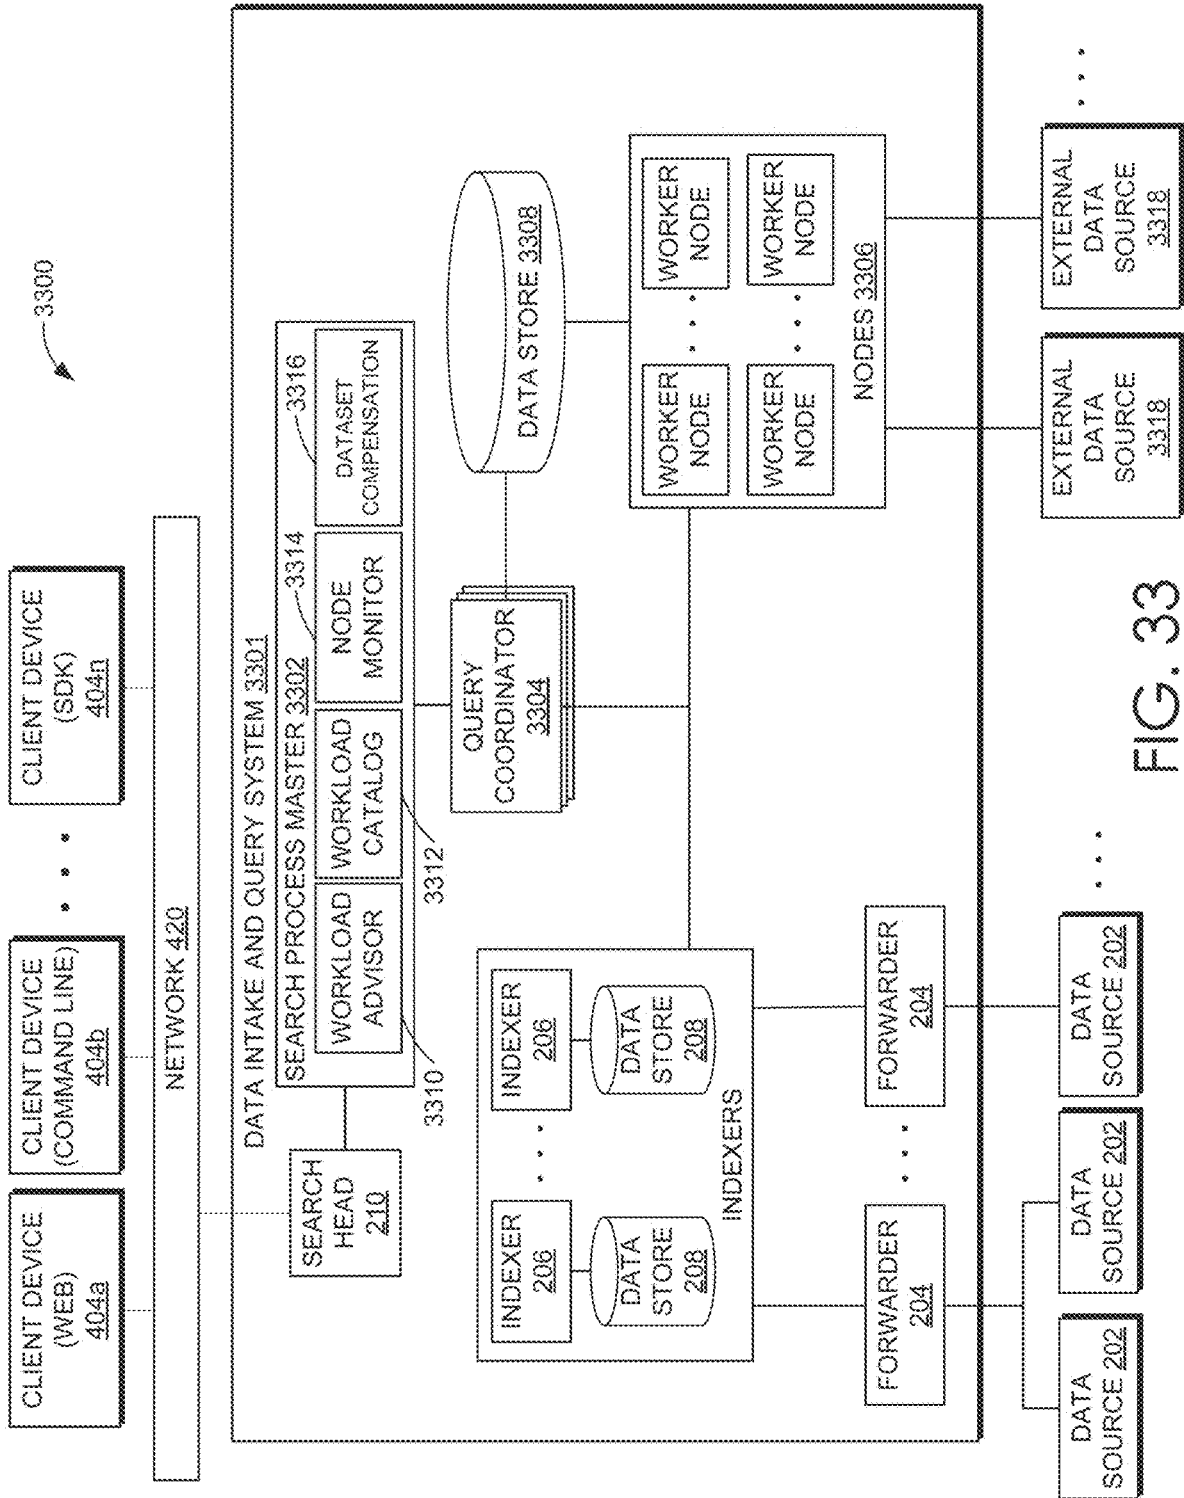 CLIENT DEVICE
(WEB)
404a
CLIENT DEVICE
(COMMAND LINE)
404b
• • •
CLIENT DEVICE
(SDK)
404n
3300
NETWORK 420
DATA INTAKE AND QUERY SYSTEM 3301
SEARCH
HEAD
210
SEARCH PROCESS MASTER 3302
WORKLOAD
ADVISOR
WORKLOAD
CATALOG
NODE
MONITOR
DATASET
COMPENSATION
3310
3312
3314
3316
QUERY
COORDINATOR
3304
DATA STORE 3308
INDEXER
206
• • •
INDEXER
206
DATA
STORE
208
• • •
DATA
STORE
208
INDEXERS
WORKER
NODE
• • •
WORKER
NODE
WORKER
NODE
• • •
WORKER
NODE
NODES 3306
FORWARDER
204
• • •
FORWARDER
204
DATA
SOURCE 202
DATA
SOURCE 202
DATA
SOURCE 202
• • •
EXTERNAL
DATA
SOURCE
3318
EXTERNAL
DATA
SOURCE
3318
• • •
FIG. 33